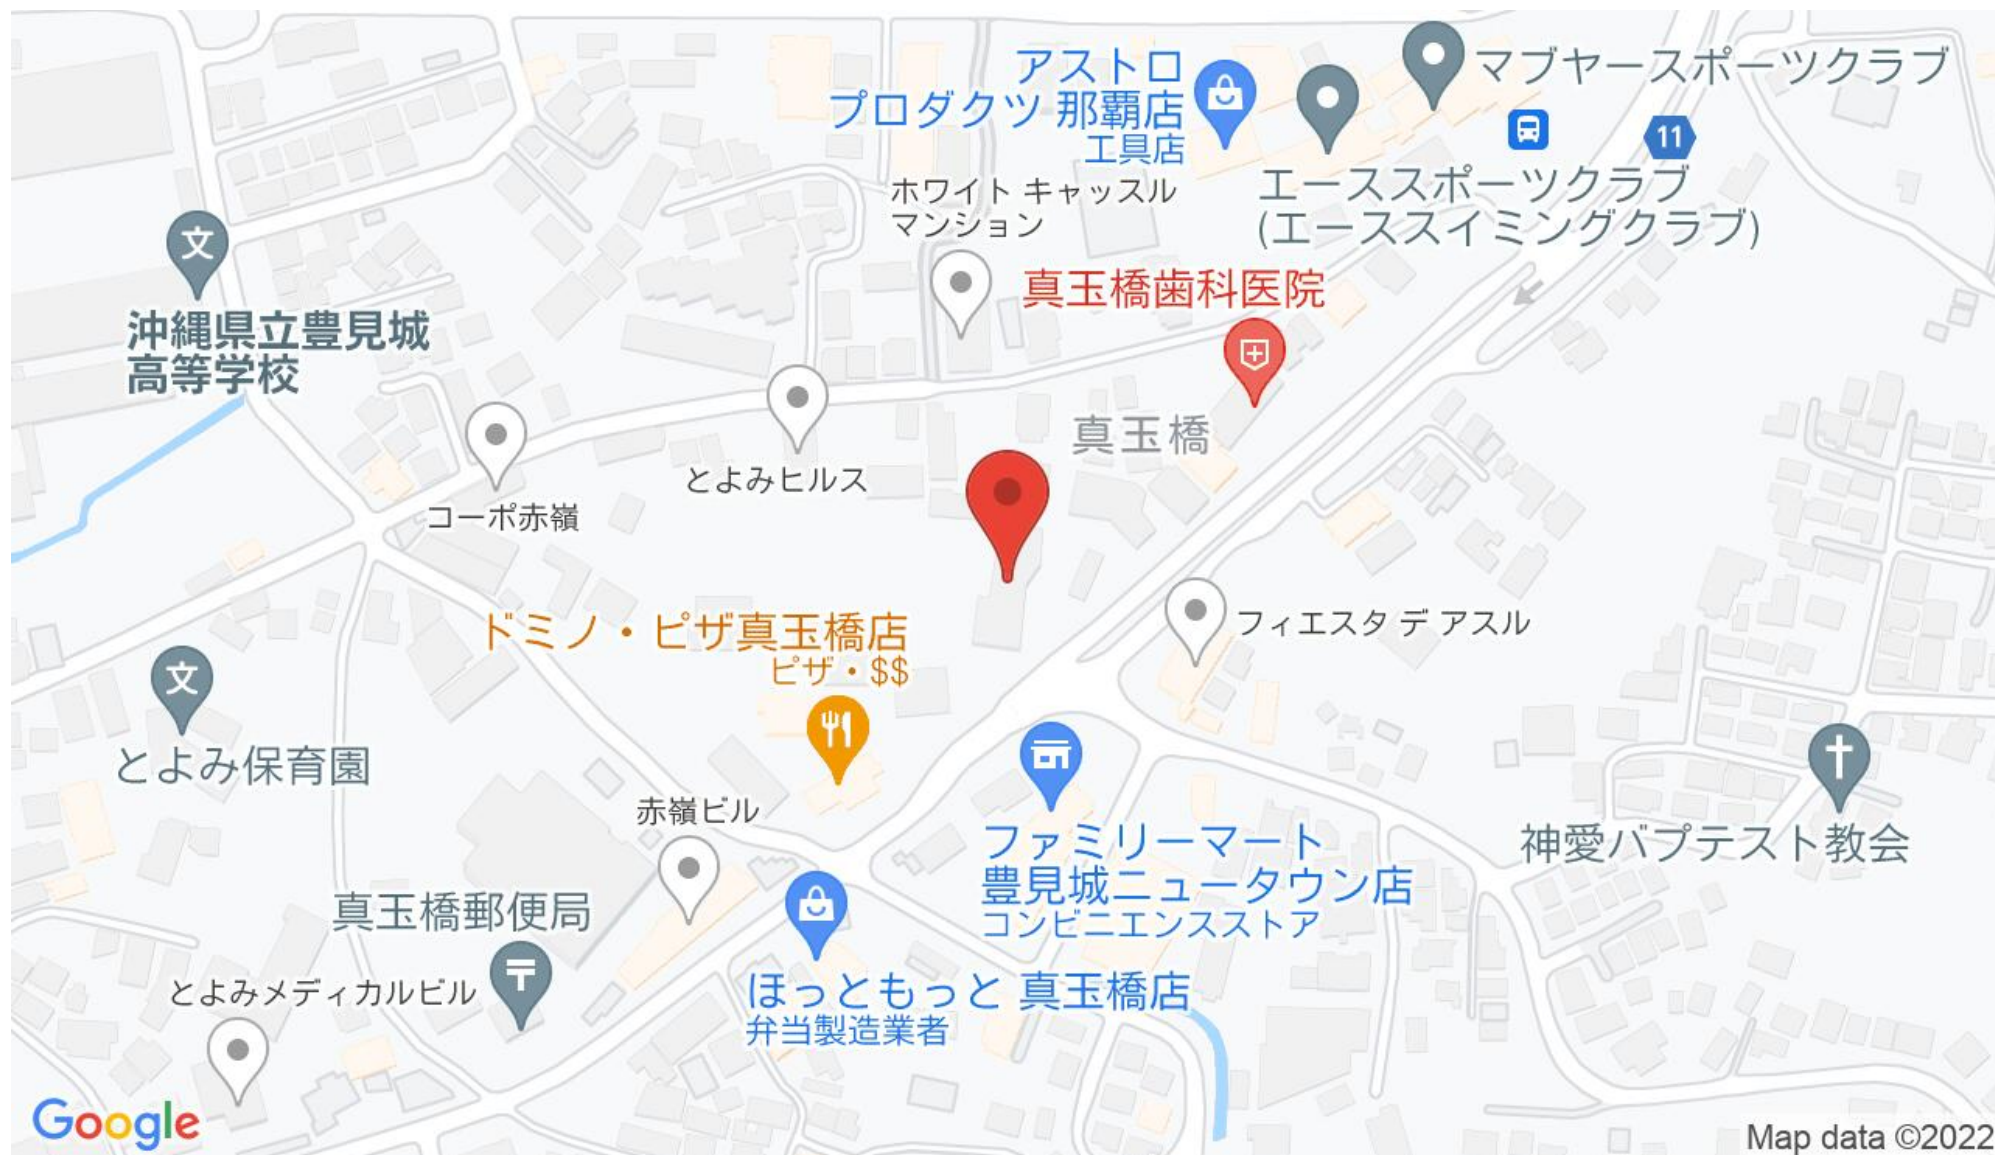 アストロ
プロダクツ 那覇店
工具店
マブヤースポーツクラブ
11
エーススポーツクラブ
(エーススイミングクラブ)
ホワイト キャッスル
マンション
文
沖縄県立豊見城
高等学校
真玉橋歯科医院
真玉橋
とよみヒルス
コーポ赤嶺
ドミノ・ピザ真玉橋店
ピザ・$$
フィエスタ デ アスル
文
とよみ保育園
赤嶺ビル
ファミリーマート
豊見城ニュータウン店
コンビニエンスストア
神愛バプテスト教会
真玉橋郵便局
〒
とよみメディカルビル
ほっともっと 真玉橋店
弁当製造業者
Google
Map data ©2022